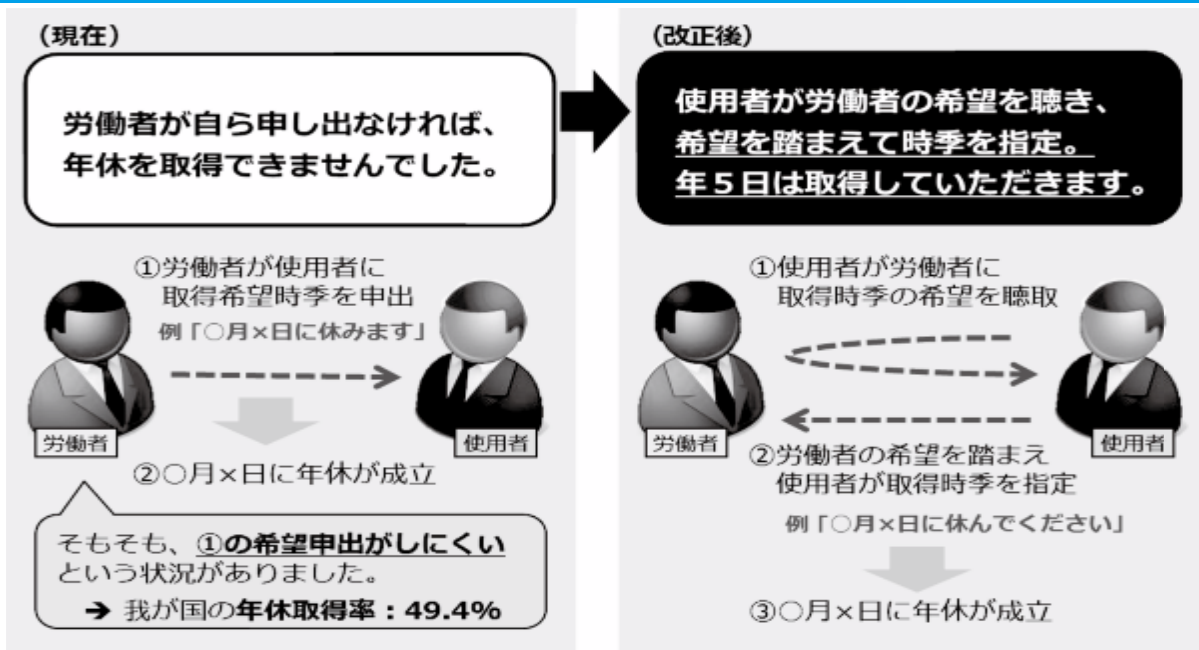 （現在）
労働者が自ら申し出なければ、
年休を取得できませんでした。
①労働者が使用者に
取得希望時季を申出
例「○月×日に休みます」
労働者
使用者
②○月×日に年休が成立
そもそも、①の希望申出がしにくい
という状況がありました。
➔ 我が国の年休取得率：49.4%
（改正後）
使用者が労働者の希望を聴き、
希望を踏まえて時季を指定。
年５日は取得していただきます。
①使用者が労働者に
取得時季の希望を聴取
労働者
使用者
②労働者の希望を踏まえ
使用者が取得時季を指定
例「○月×日に休んでください」
③○月×日に年休が成立